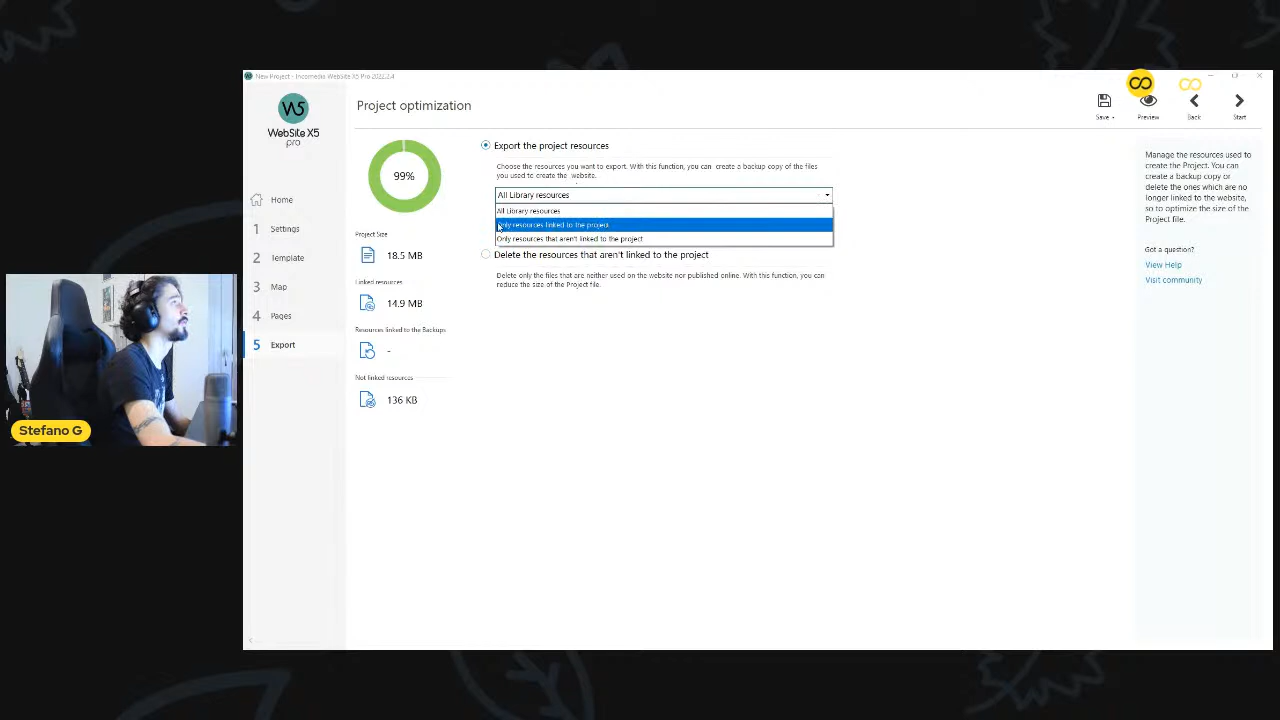 New Project - Incomedia WebSite X5 Pro 2022.2.4
W5
WebSite X5
pro
Project optimization
Save
Preview
Back
Start
Home
1 Settings
2 Template
3 Map
4 Pages
5 Export
99%
Project Size
18.5 MB
Linked resources
14.9 MB
Resources linked to the Backups
-
Not linked resources
136 KB
Export the project resources
Choose the resources you want to export. With this function, you can create a backup copy of the files
you used to create the website.
All Library resources
All Library resources
Only resources linked to the project
Only resources that aren't linked to the project
Delete the resources that aren't linked to the project
Delete only the files that are neither used on the website nor published online. With this function, you can
reduce the size of the Project file.
Manage the resources used to
create the Project. You can
create a backup copy or
delete the ones which are no
longer linked to the website,
so to optimize the size of the
Project file.
Got a question?
View Help
Visit community
Stefano G